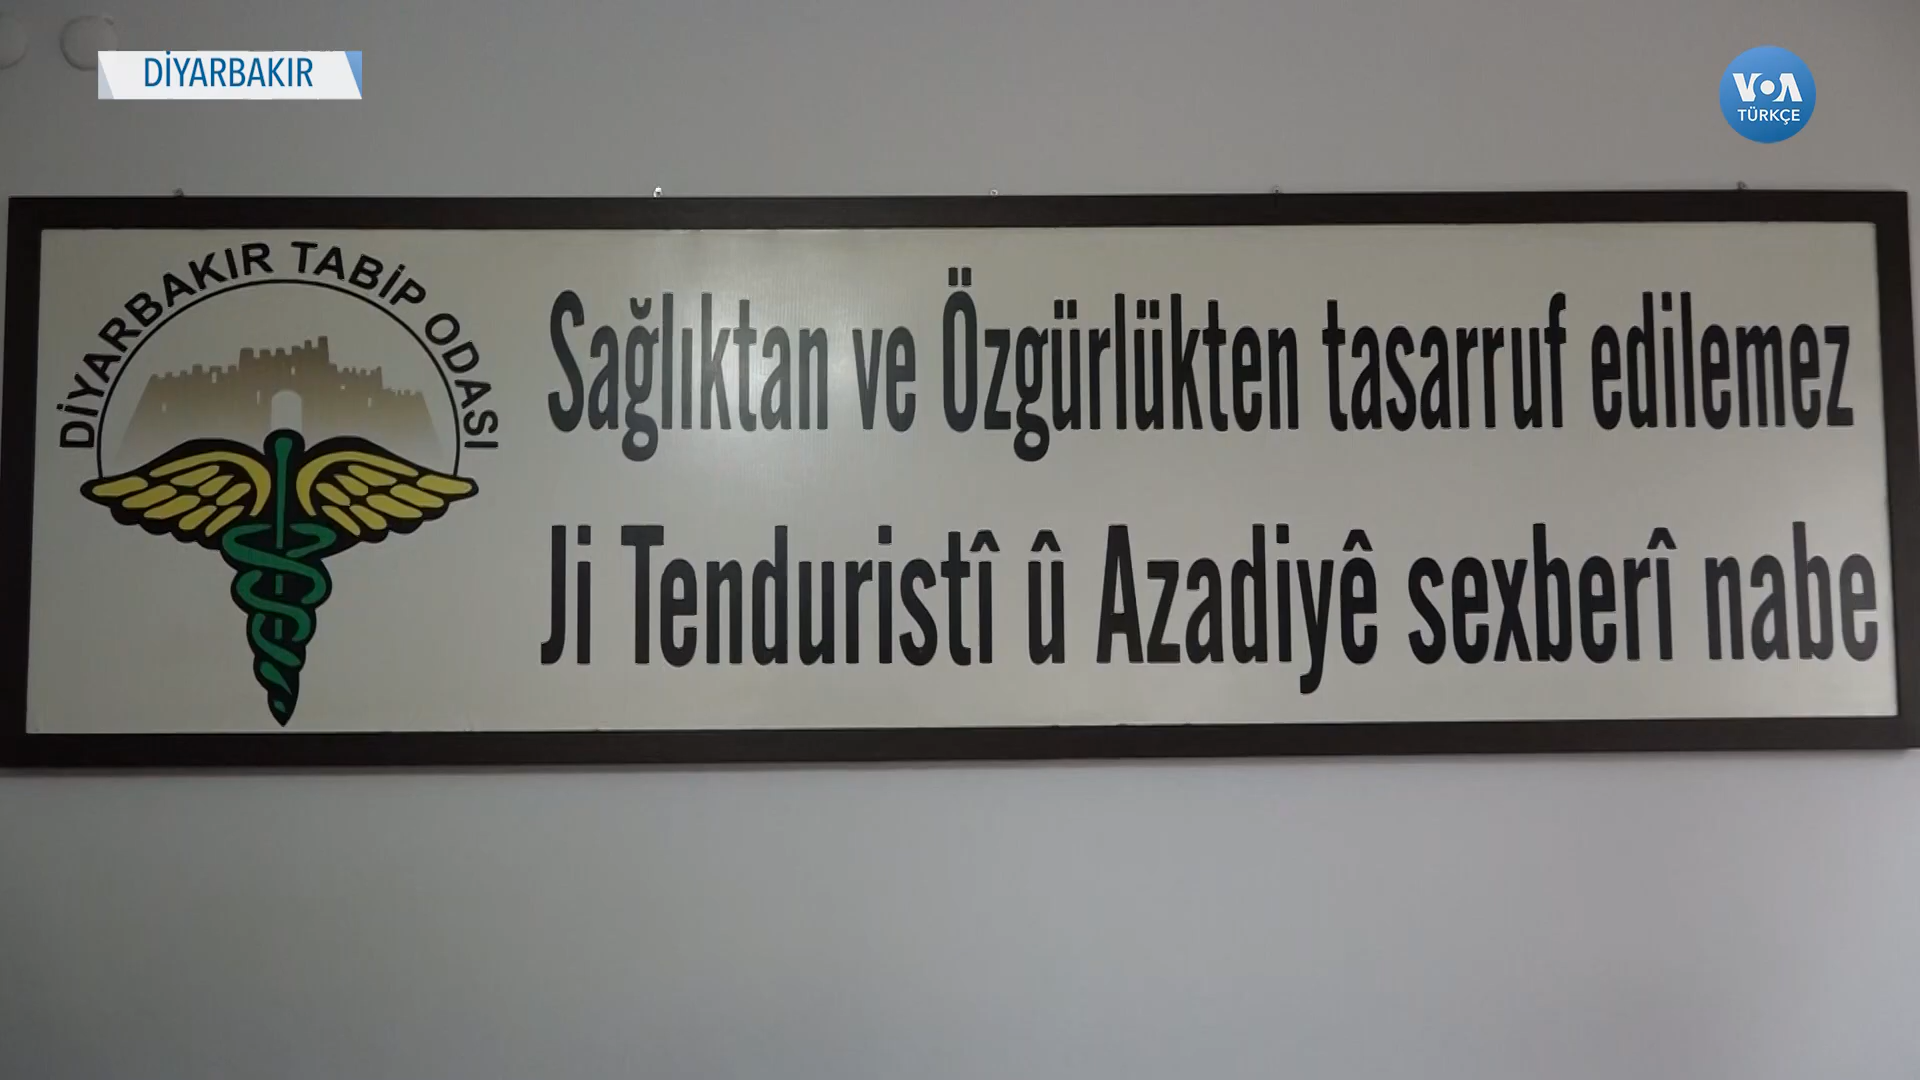 DİYARBAKIR
VOA
TÜRKÇE
DİYARBAKIR TABİP ODASI
Sağlıktan ve Özgürlükten tasarruf edilemez
Ji Tenduristî û Azadiyê sexberî nabe